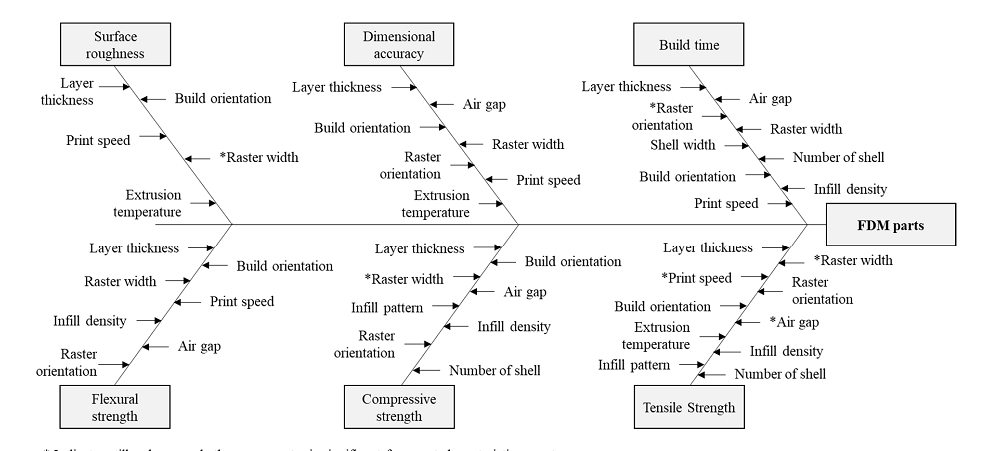 Surface
roughness
Dimensional
accuracy
Build time
Layer
thickness
Build orientation
Print speed
*Raster width
Extrusion
temperature
Layer thickness
Air gap
Build orientation
Raster width
Raster
orientation
Print speed
Extrusion
temperature
Layer thickness
Air gap
*Raster
orientation
Raster width
Shell width
Number of shell
Build orientation
Infill density
Print speed
FDM parts
Layer thickness
Build orientation
Raster width
Print speed
Infill density
Air gap
Raster
orientation
Layer thickness
Build orientation
*Raster width
Air gap
Infill pattern
Infill density
Raster
orientation
Number of shell
Layer thickness
*Raster width
*Print speed
Raster
orientation
Build orientation
*Air gap
Extrusion
temperature
Infill density
Infill pattern
Number of shell
Flexural
strength
Compressive
strength
Tensile Strength